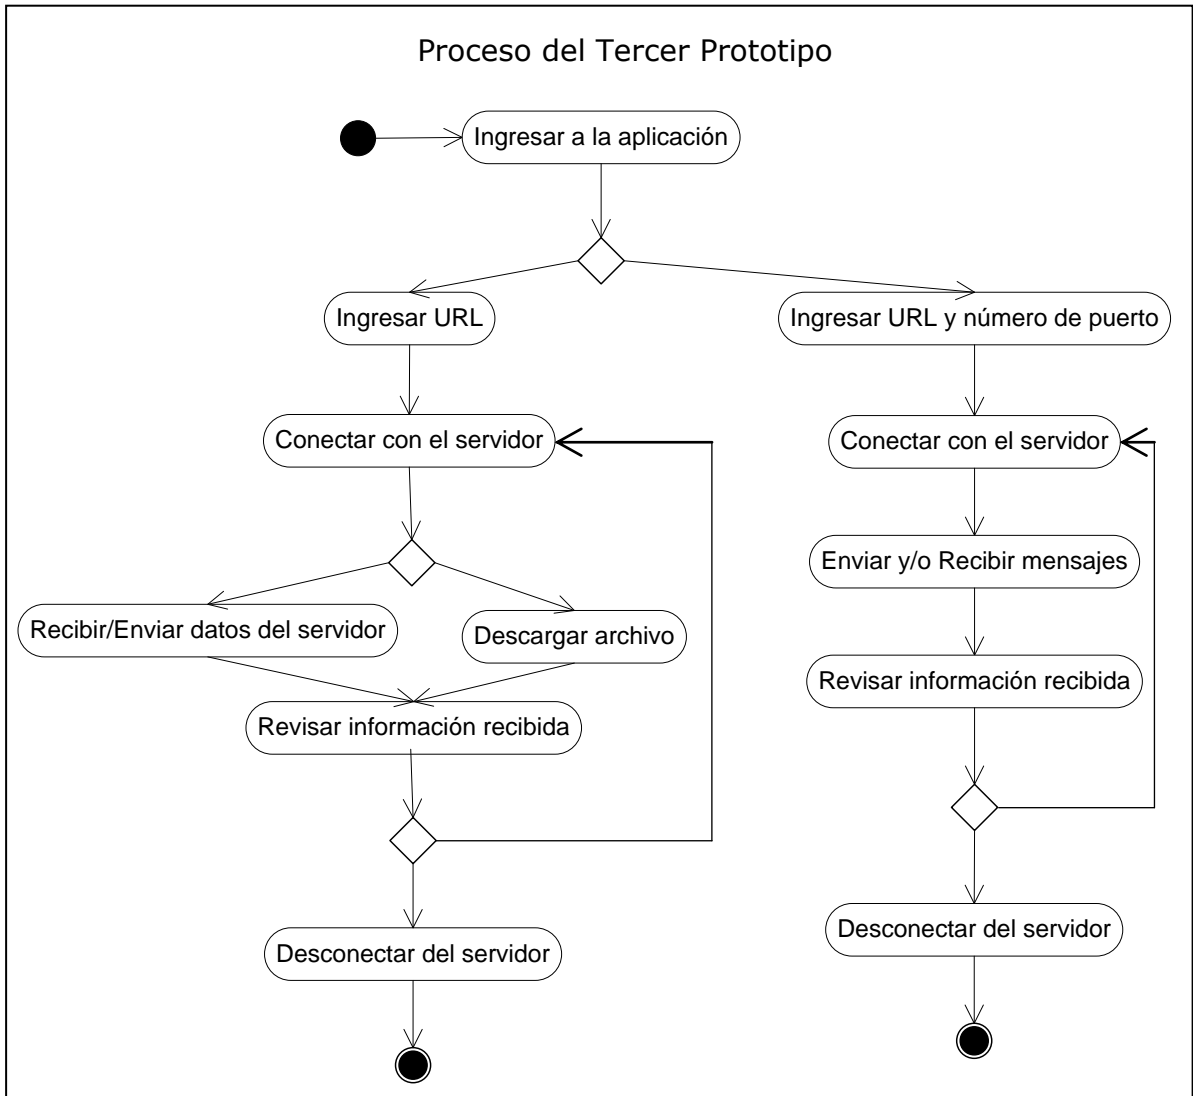 Proceso del Tercer Prototipo
Ingresar a la aplicación
Ingresar URL
Ingresar URL y número de puerto
Conectar con el servidor
Conectar con el servidor
Enviar y/o Recibir mensajes
Recibir/Enviar datos del servidor
Descargar archivo
Revisar información recibida
Revisar información recibida
Desconectar del servidor
Desconectar del servidor